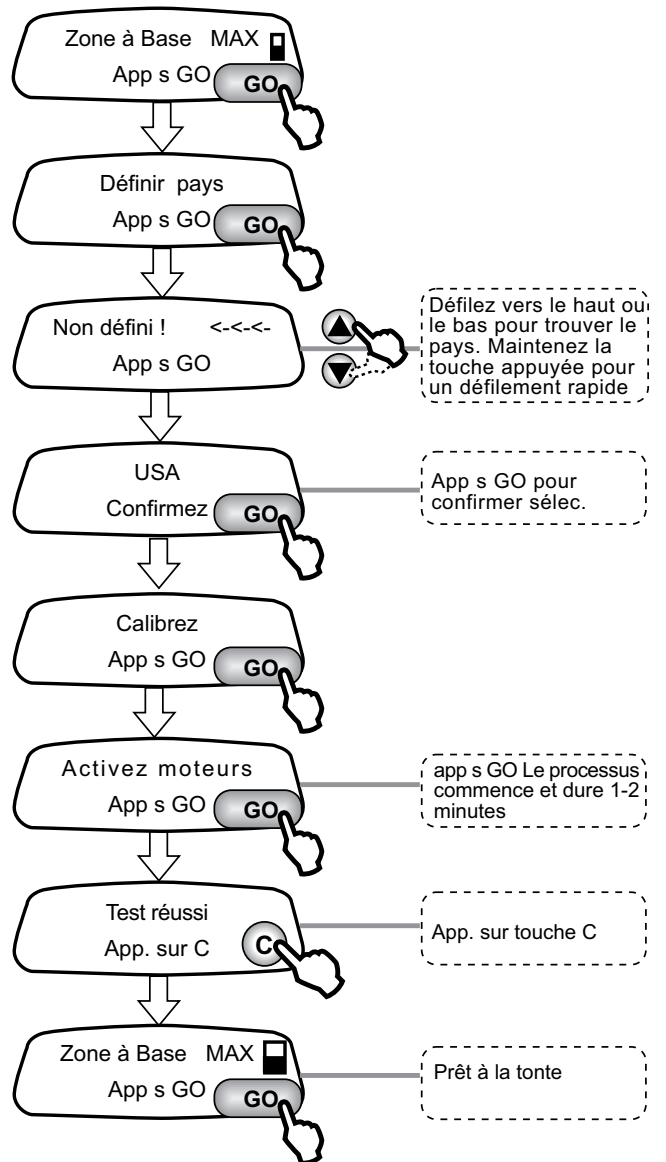 Zone à Base MAX
App s GO GO
Définir pays
App s GO GO
Non défini ! <-<-<-
App s GO
Défilez vers le haut ou
le bas pour trouver le
pays. Maintenez la
touche appuyée pour
un défilement rapide
USA
Confirmez GO
App s GO pour
confirmer sélec.
Calibrez
App s GO GO
Activez moteurs
App s GO GO
app s GO Le processus
commence et dure 1-2
minutes
Test réussi
App. sur C C
App. sur touche C
Zone à Base MAX
App s GO GO
Prêt à la tonte